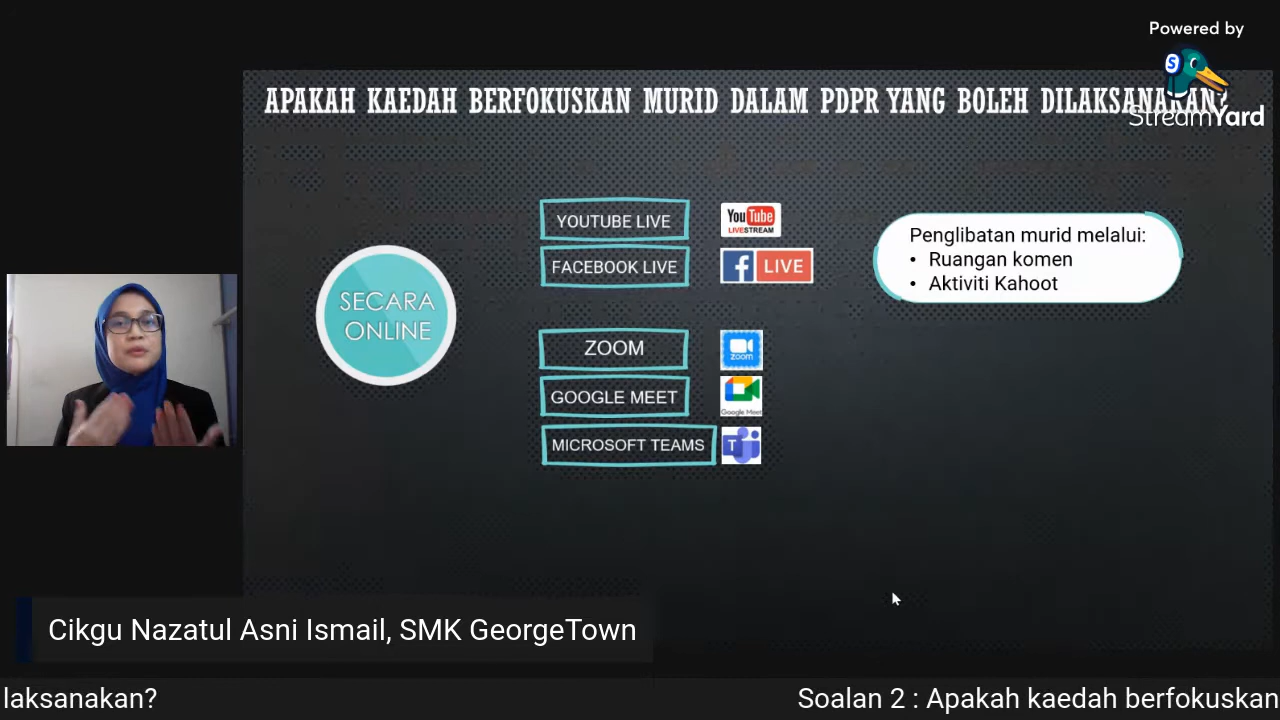 Powered by
StreamYard
APAKAH KAEDAH BERFOKUSKAN MURID DALAM PDPR YANG BOLEH DILAKSANAKAN?
SECARA
ONLINE
YOUTUBE LIVE
YouTube
LIVESTREAM
FACEBOOK LIVE
f LIVE
ZOOM
zoom
GOOGLE MEET
Google Meet
MICROSOFT TEAMS
T
Penglibatan murid melalui:
• Ruangan komen
• Aktiviti Kahoot
Cikgu Nazatul Asni Ismail, SMK GeorgeTown
laksanakan?
Soalan 2 : Apakah kaedah berfokuskan